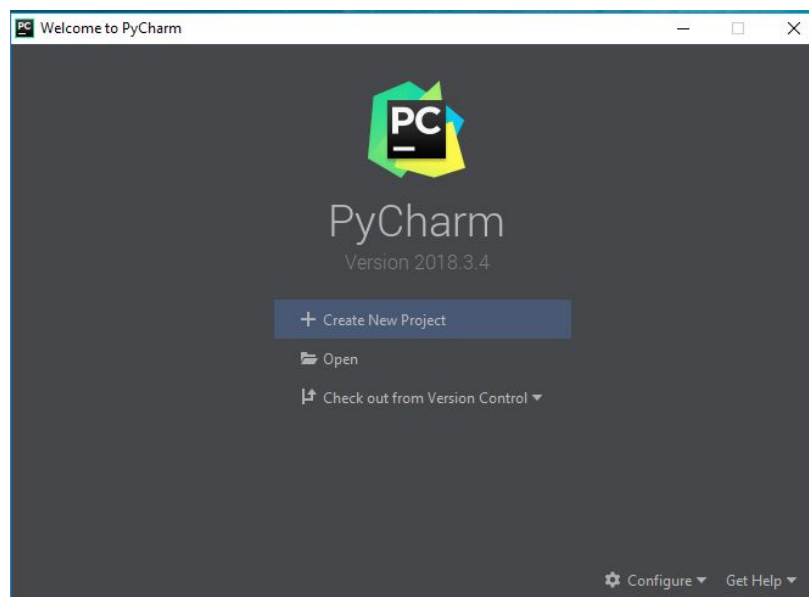 PC Welcome to PyCharm
PC
PyCharm
Version 2018.3.4
Create New Project
Open
Check out from Version Control
Configure Get Help